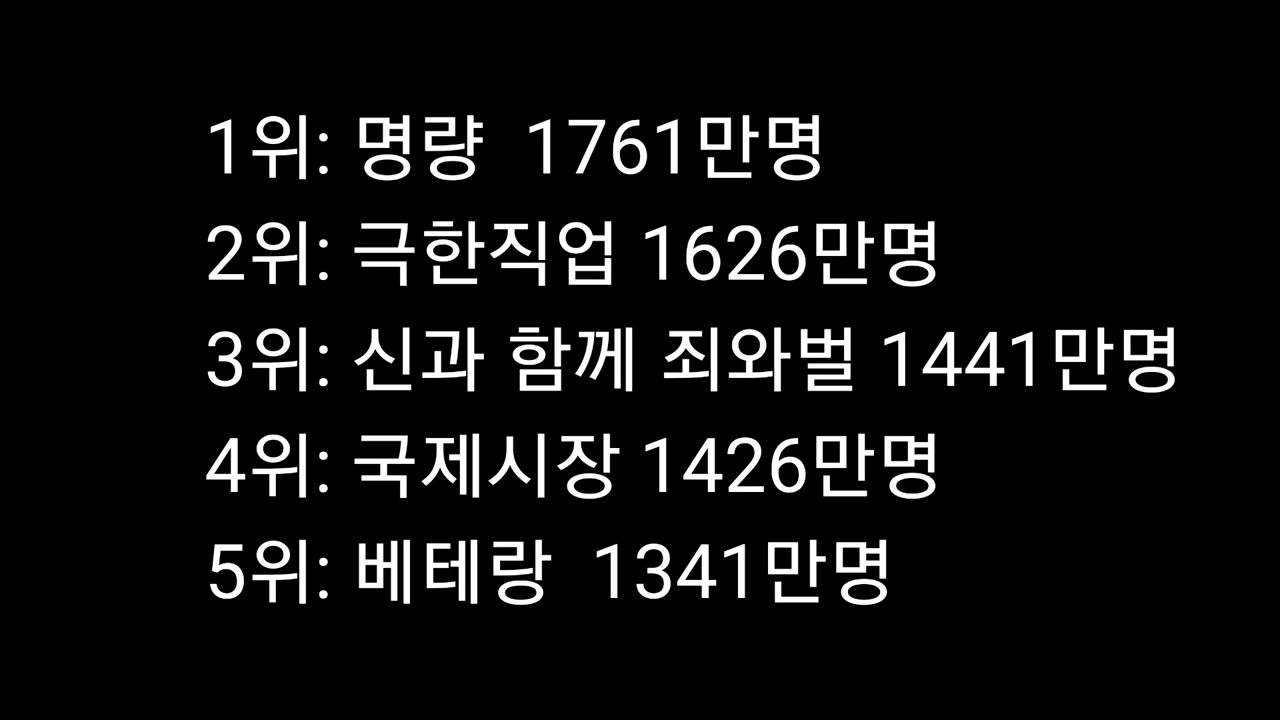 1위: 명량  1761만명
2위: 극한직업 1626만명
3위: 신과 함께 죄와벌 1441만명
4위: 국제시장 1426만명
5위: 베테랑  1341만명